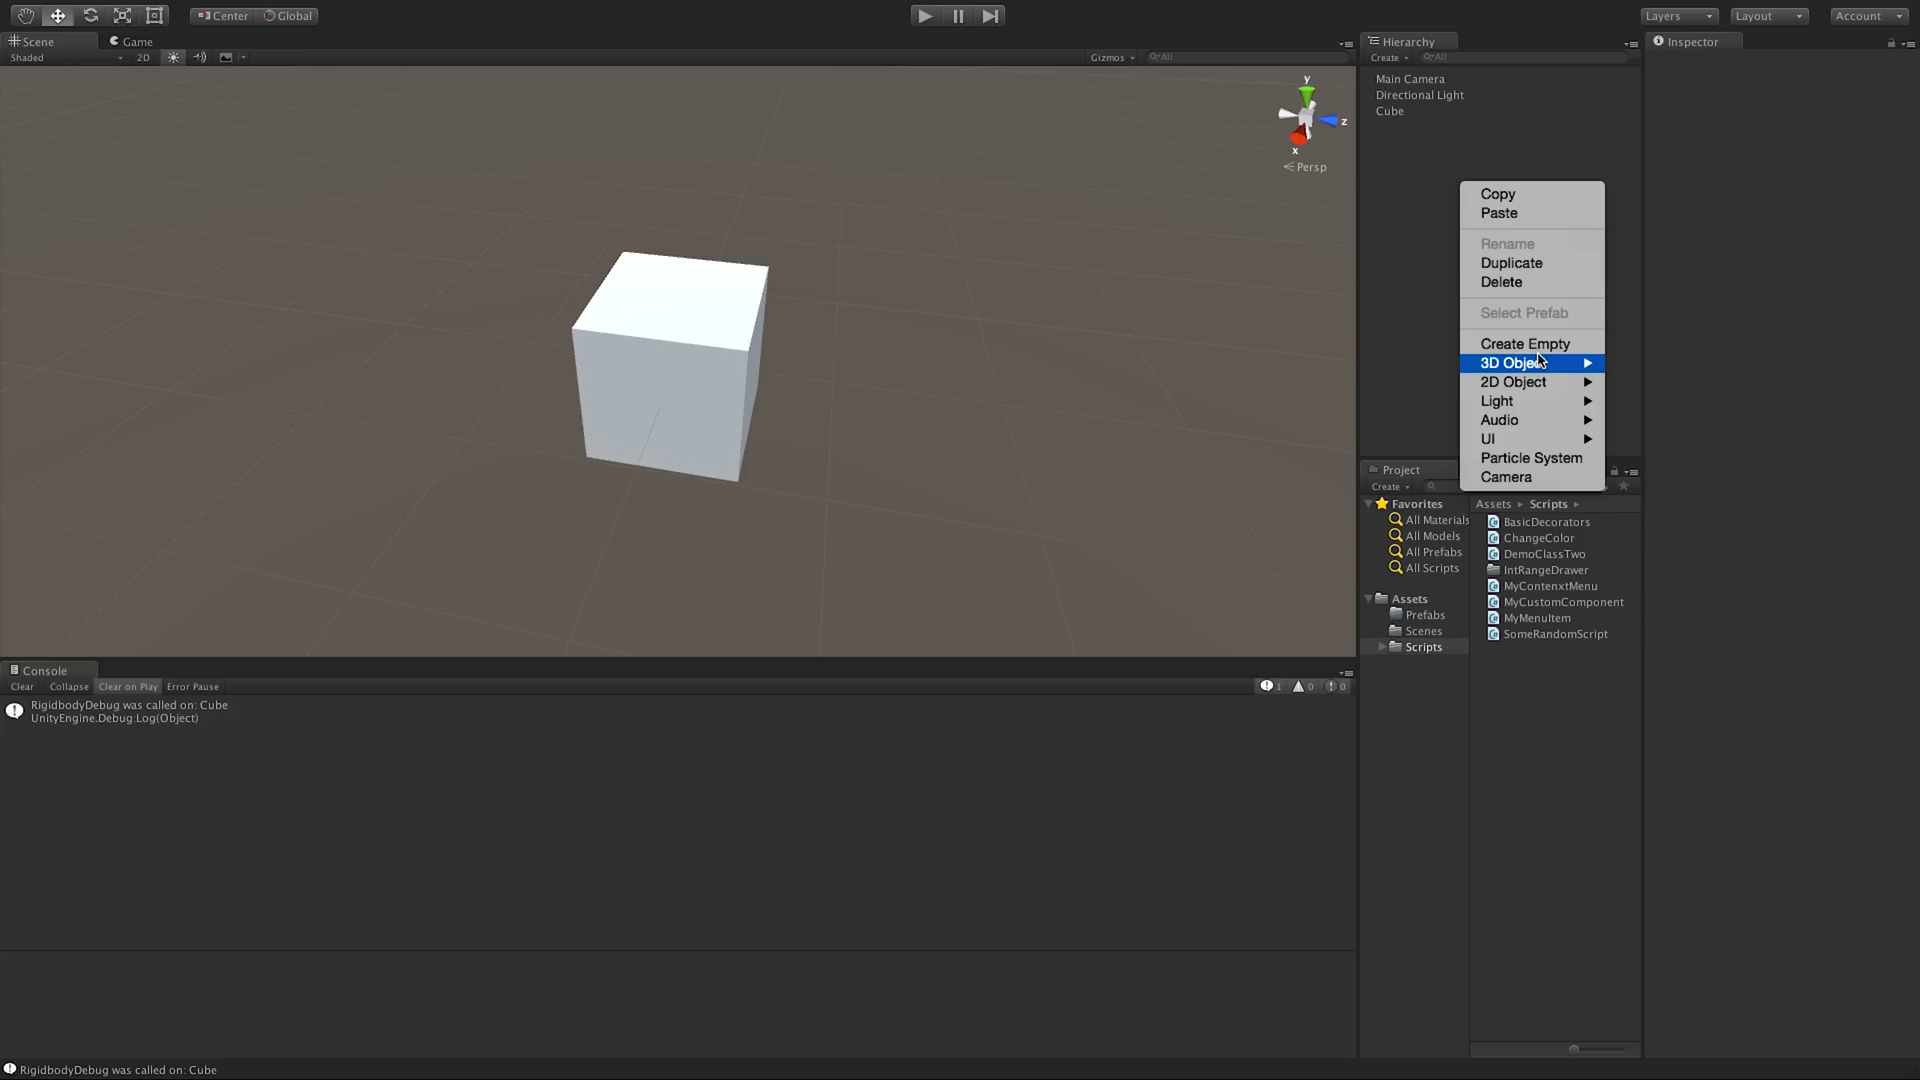 Center Global
Layers Layout Account
Scene Game
Shaded 2D Gizmos All
y
z
x
Persp
Hierarchy
Create All
Main Camera
Directional Light
Cube
Inspector
Copy
Paste
Rename
Duplicate
Delete
Select Prefab
Create Empty
3D Object
2D Object
Light
Audio
UI
Particle System
Camera
Project
Create
Favorites
All Materials
All Models
All Prefabs
All Scripts
Assets
Prefabs
Scenes
Scripts
Assets Scripts
BasicDecorators
ChangeColor
DemoClassTwo
IntRangeDrawer
MyContenxtMenu
MyCustomComponent
MyMenuItem
SomeRandomScript
Console
Clear Collapse Clear on Play Error Pause 1 0 0
RigidbodyDebug was called on: Cube
UnityEngine.Debug:Log(Object)
RigidbodyDebug was called on: Cube